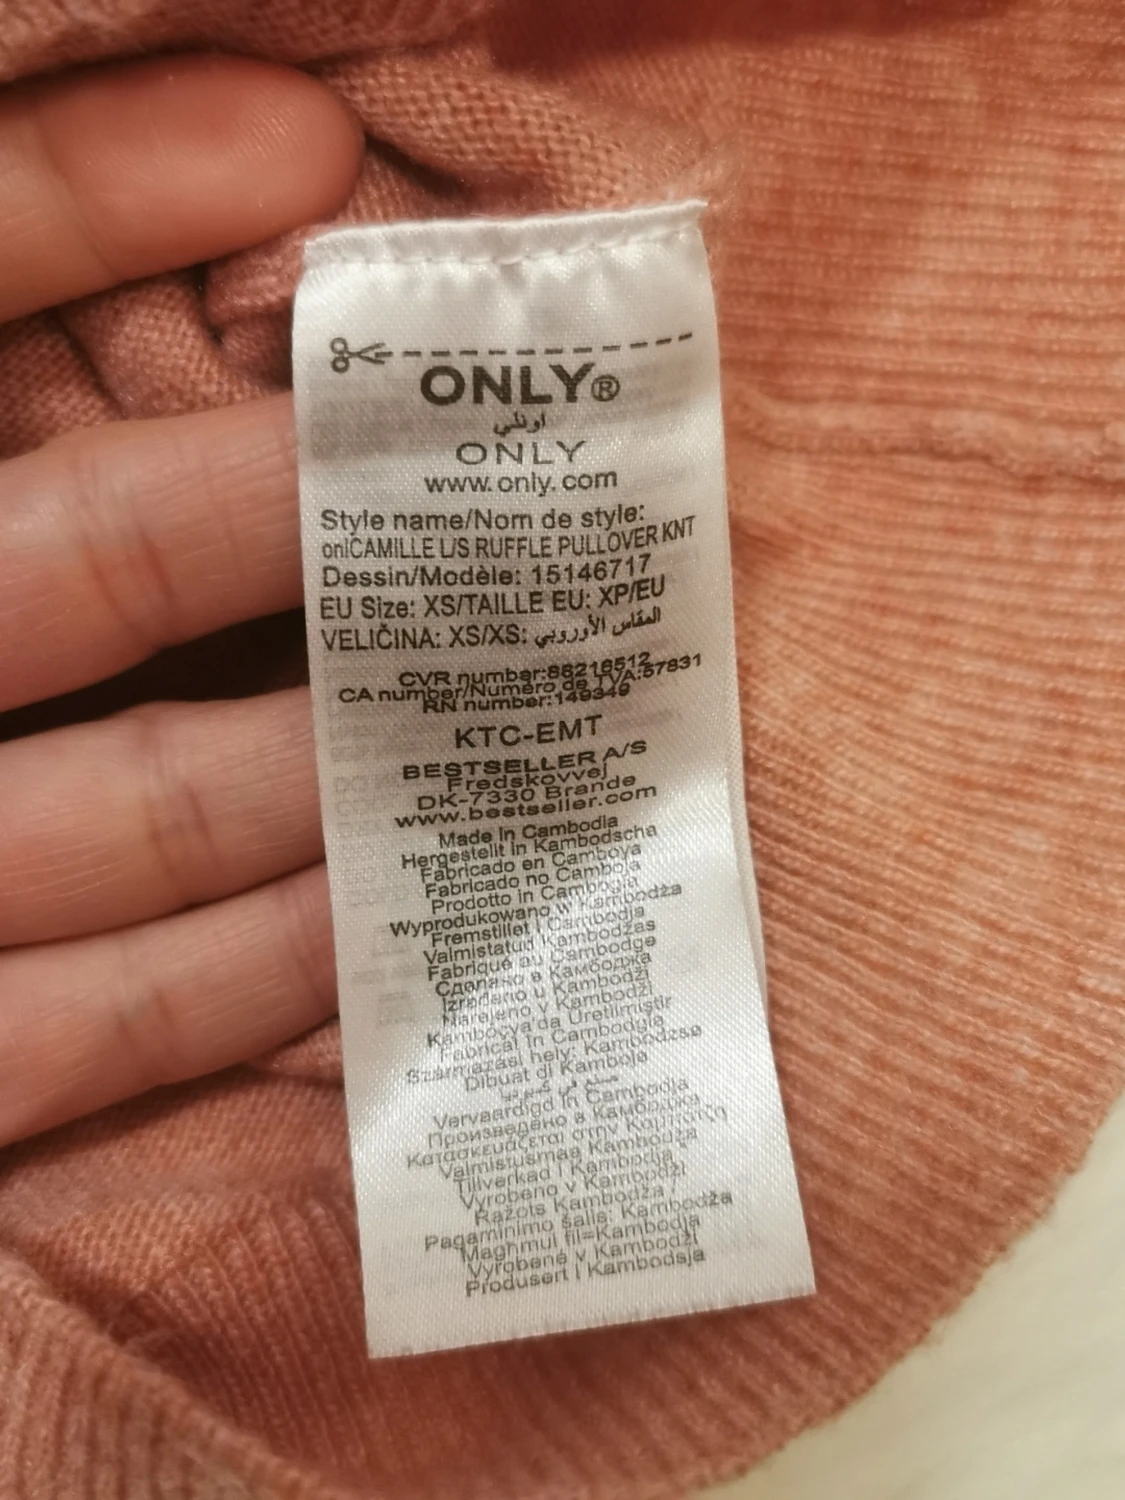 ONLY®
اونلي
ONLY
www.only.com
Style name/Nom de style:
onlCAMILLE L/S RUFFLE PULLOVER KNT
Dessin/Modèle: 15146717
EU Size: XS/TAILLE EU: XP/EU
VELIČINA: XS/XS: المقاس الأوروبي
CVR number:88216512
CA number/Numéro de TVA:57831
RN number:149349
KTC-EMT
BESTSELLER A/S
Fredskovvej
DK-7330 Brande
www.bestseller.com
Made in Cambodia
Hergestellt in Kambodscha
Fabricado en Camboya
Fabricado no Camboja
Prodotto in Cambogia
Wyprodukowano w Kambodża
Fremstillet i Cambodja
Valmistatud Kambodžas
Fabriqué au Cambodge
Сделано в Камбоджа
Izrađeno u Kambodži
Narejeno v Kambodži
Kamboçya'da Üretilmiştir
Fabricat în Cambodgia
Származási hely: Kambodzsa
Dibuat di Kamboja
صنع في كمبوديا
Vervaardigd in Cambodja
Произведено в Камбоджа
Κατασκευάζεται στην Καμπότζη
Valmistusmaa Kambodža
Tillverkad i Kambodja
Vyrobeno v Kambodži
Ražots Kambodža
Pagaminimo šalis: Kambodža
Maghmul fil=Kambodja
Vyrobené v Kambodži
Produsert i Kambodsja